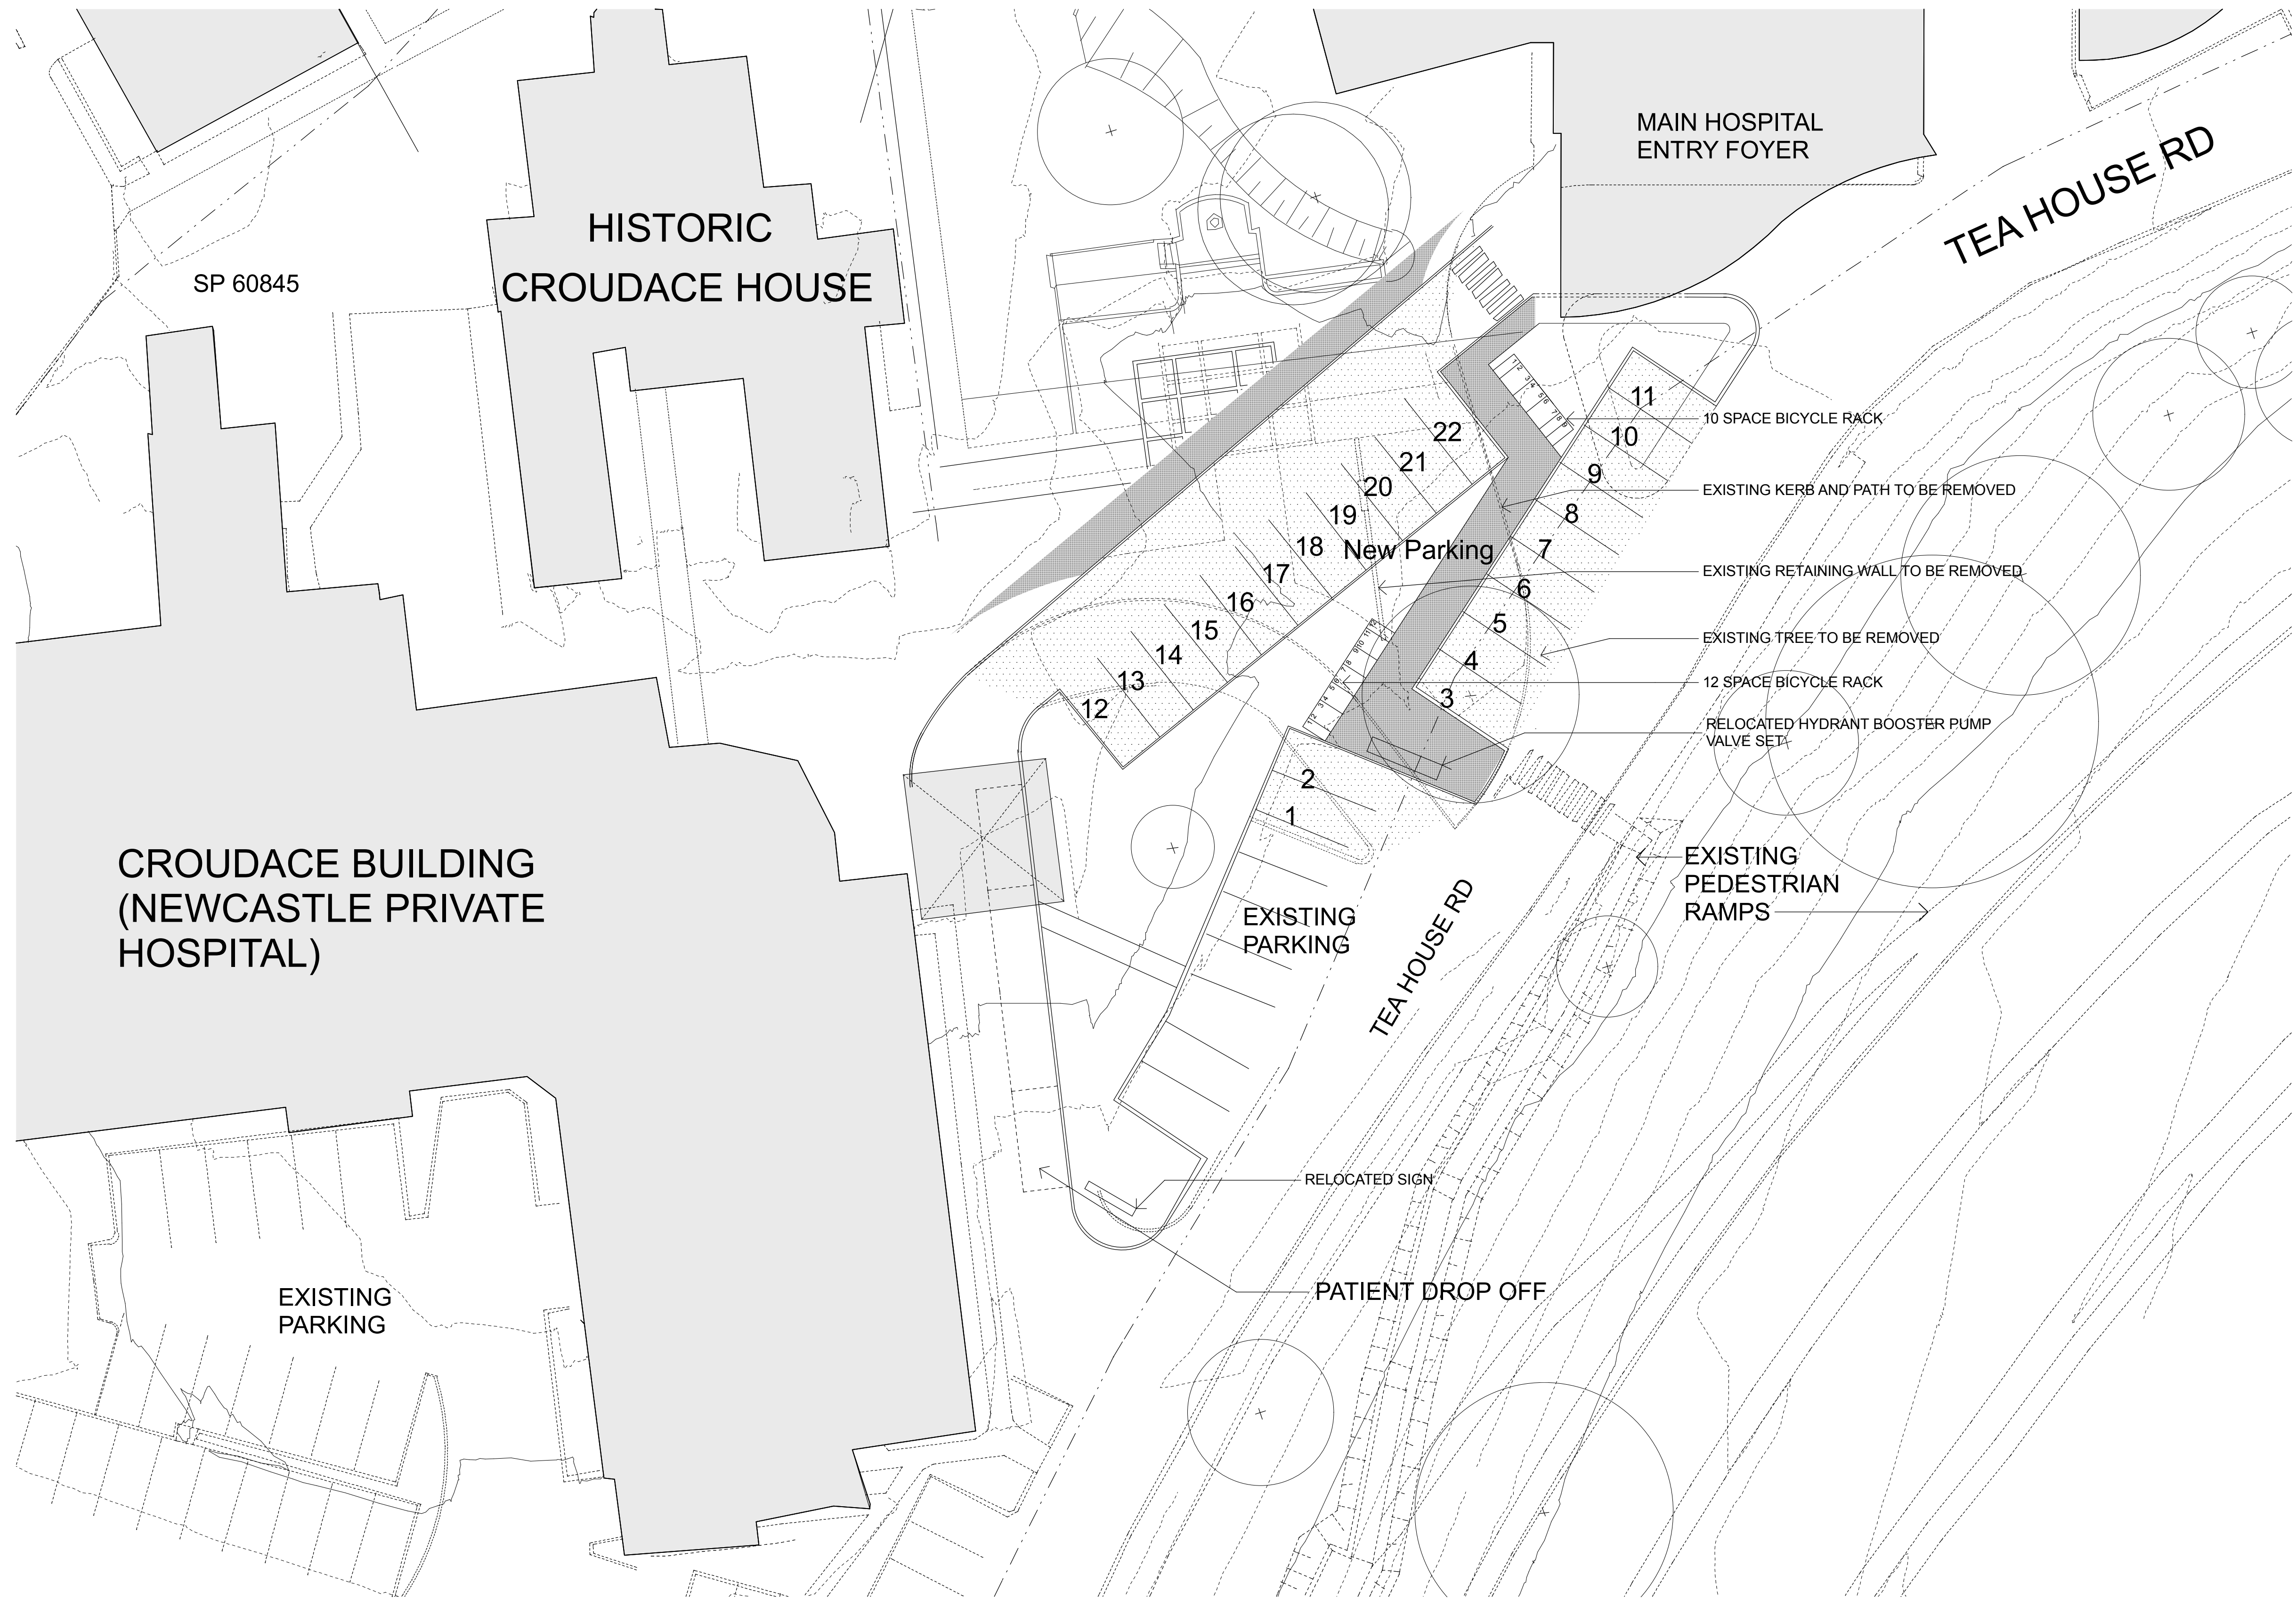 MAIN HOSPITAL
ENTRY FOYER
TEA HOUSE RD
HISTORIC
CROUDACE HOUSE
SP 60845
11
10 SPACE BICYCLE RACK
10
22
21
9
20
EXISTING KERB AND PATH TO BE REMOVED
19
8
18
New Parking
7
17
EXISTING RETAINING WALL TO BE REMOVED
6
16
5
15
EXISTING TREE TO BE REMOVED
14
4
13
12 SPACE BICYCLE RACK
3
12
RELOCATED HYDRANT BOOSTER PUMP
VALVE SET
2
1
CROUDACE BUILDING
(NEWCASTLE PRIVATE
HOSPITAL)
EXISTING
PEDESTRIAN
RAMPS
EXISTING
PARKING
TEA HOUSE RD
RELOCATED SIGN
PATIENT DROP OFF
EXISTING
PARKING